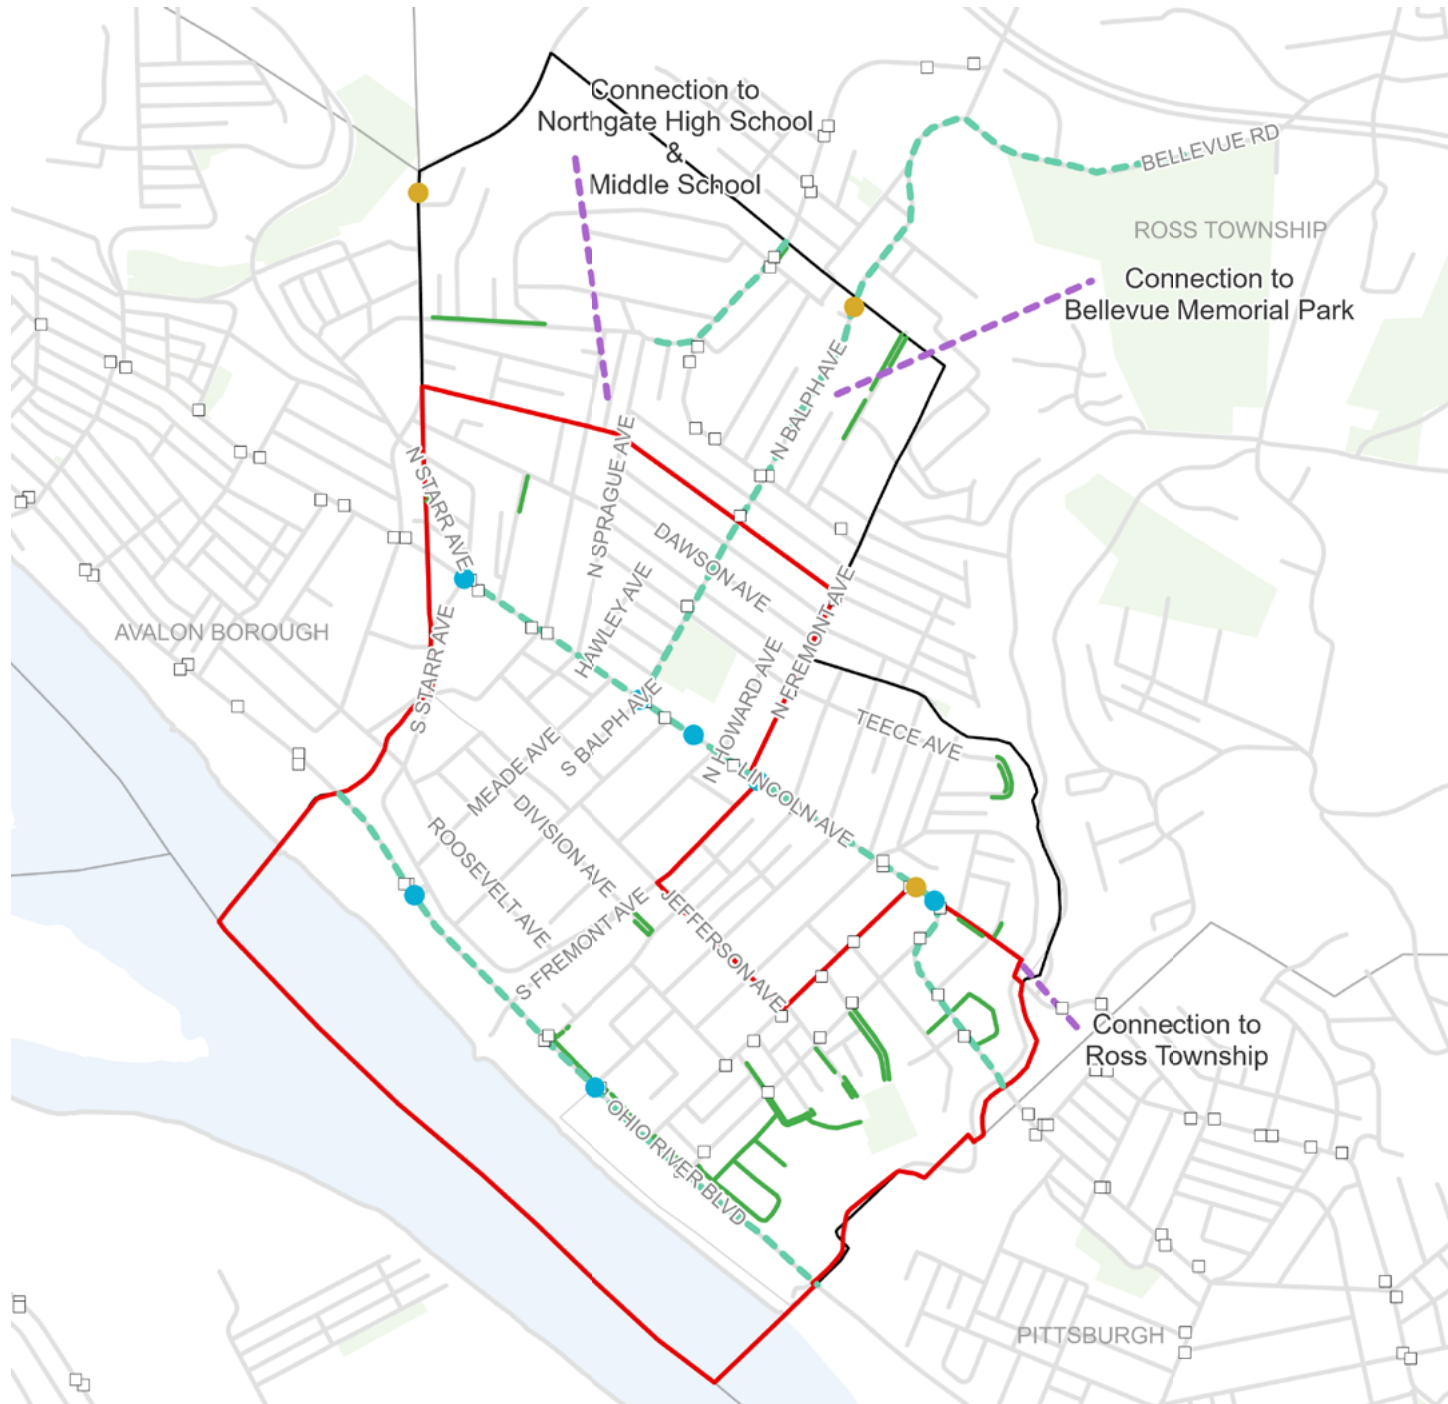 Connection to
Northgate High School
&
Middle School
BELLEVUE RD
ROSS TOWNSHIP
Connection to
Bellevue Memorial Park
N BALPH AVE
N STARR AVE
N SPRAGUE AVE
DAWSON AVE
HAWLEY AVE
AVALON BOROUGH
S STARR AVE
N FREMONT AVE
N HOWARD AVE
S BALPH AVE
TEECE AVE
MEADE AVE
LINCOLN AVE
DIVISION AVE
ROOSEVELT AVE
S FREMONT AVE
JEFFERSON AVE
Connection to
Ross Township
OHIO RIVER BLVD
PITTSBURGH